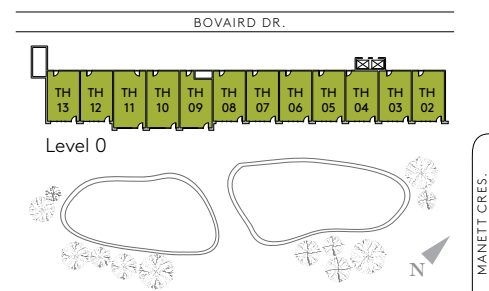 BOVAIRD DR.
TH 13
TH 12
TH 11
TH 10
TH 09
TH 08
TH 07
TH 06
TH 05
TH 04
TH 03
TH 02
Level 0
MANETT CRES.
N